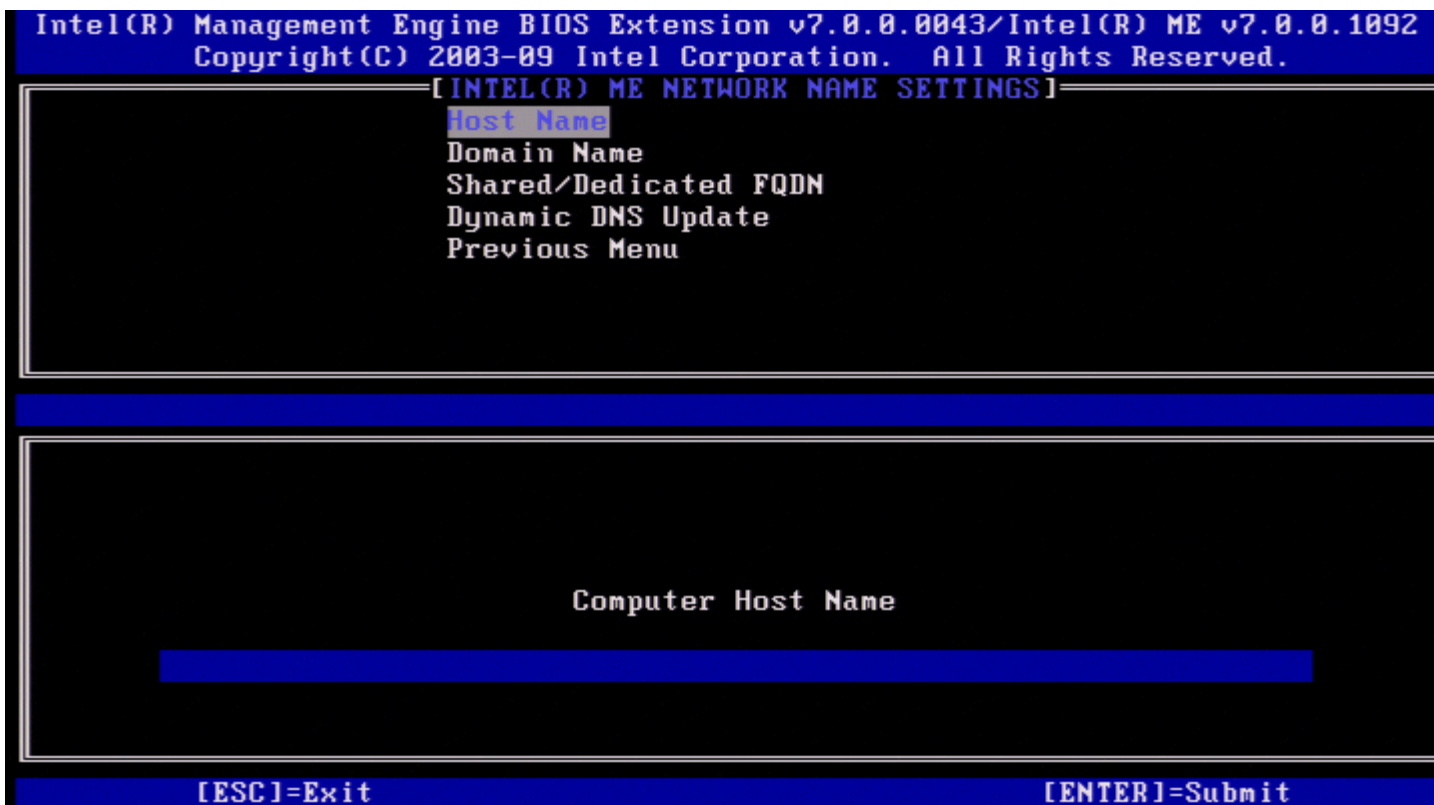 Intel(R) Management Engine BIOS Extension v7.0.0.0043/Intel(R) ME v7.0.0.1092
Copyright(C) 2003-09 Intel Corporation.  All Rights Reserved.
[INTEL(R) ME NETWORK NAME SETTINGS]
Host Name
Domain Name
Shared/Dedicated FQDN
Dynamic DNS Update
Previous Menu
Computer Host Name
[ESC]=Exit [ENTER]=Submit